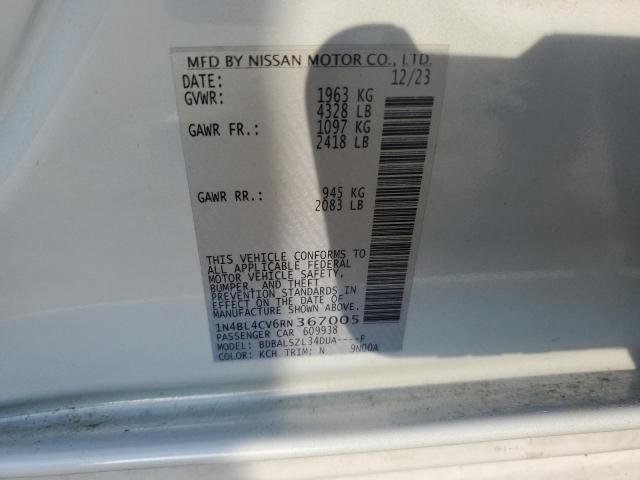 MFD BY NISSAN MOTOR CO., LTD.
DATE: 12/23
GVWR: 1963 KG
4328 LB
GAWR FR.: 1097 KG
2418 LB
GAWR RR.: 945 KG
2083 LB
THIS VEHICLE CONFORMS TO
ALL APPLICABLE FEDERAL
MOTOR VEHICLE SAFETY,
BUMPER, AND THEFT
PREVENTION STANDARDS IN
EFFECT ON THE DATE OF
MANUFACTURE SHOWN ABOVE.
1N4BL4CV6RN367005
PASSENGER CAR 609938
MODEL: BDBALSZL34DUA----F
COLOR: KCH TRIM: N 9N00A